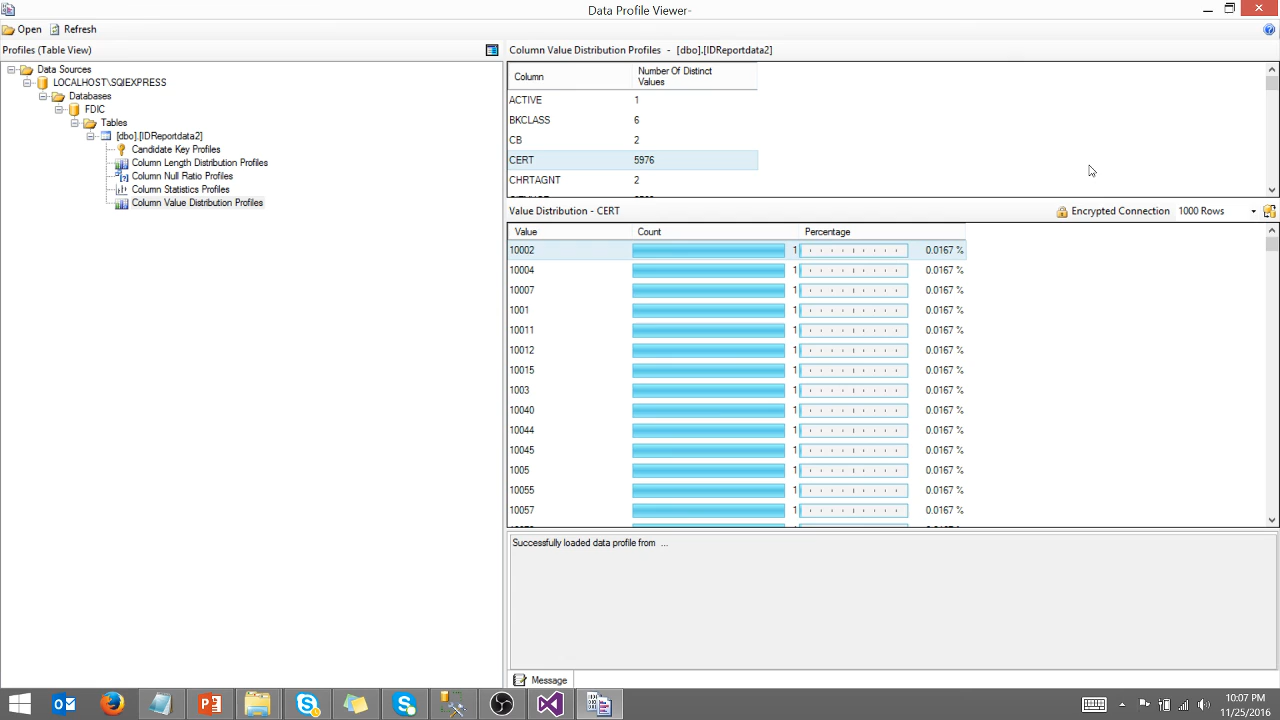 Data Profile Viewer-
Open Refresh
Profiles (Table View)
Data Sources
LOCALHOST\SQlEXPRESS
Databases
FDIC
Tables
[dbo].[IDReportdata2]
Candidate Key Profiles
Column Length Distribution Profiles
Column Null Ratio Profiles
Column Statistics Profiles
Column Value Distribution Profiles
Column Value Distribution Profiles - [dbo].[IDReportdata2]
Column Number Of Distinct Values
ACTIVE 1
BKCLASS 6
CB 2
CERT 5976
CHRTAGNT 2
Value Distribution - CERT
Encrypted Connection 1000 Rows
Value Count Percentage
10002 1 0.0167 %
10004 1 0.0167 %
10007 1 0.0167 %
1001 1 0.0167 %
10011 1 0.0167 %
10012 1 0.0167 %
10015 1 0.0167 %
1003 1 0.0167 %
10040 1 0.0167 %
10044 1 0.0167 %
10045 1 0.0167 %
1005 1 0.0167 %
10055 1 0.0167 %
10057 1 0.0167 %
Successfully loaded data profile from ...
Message
10:07 PM
11/25/2016